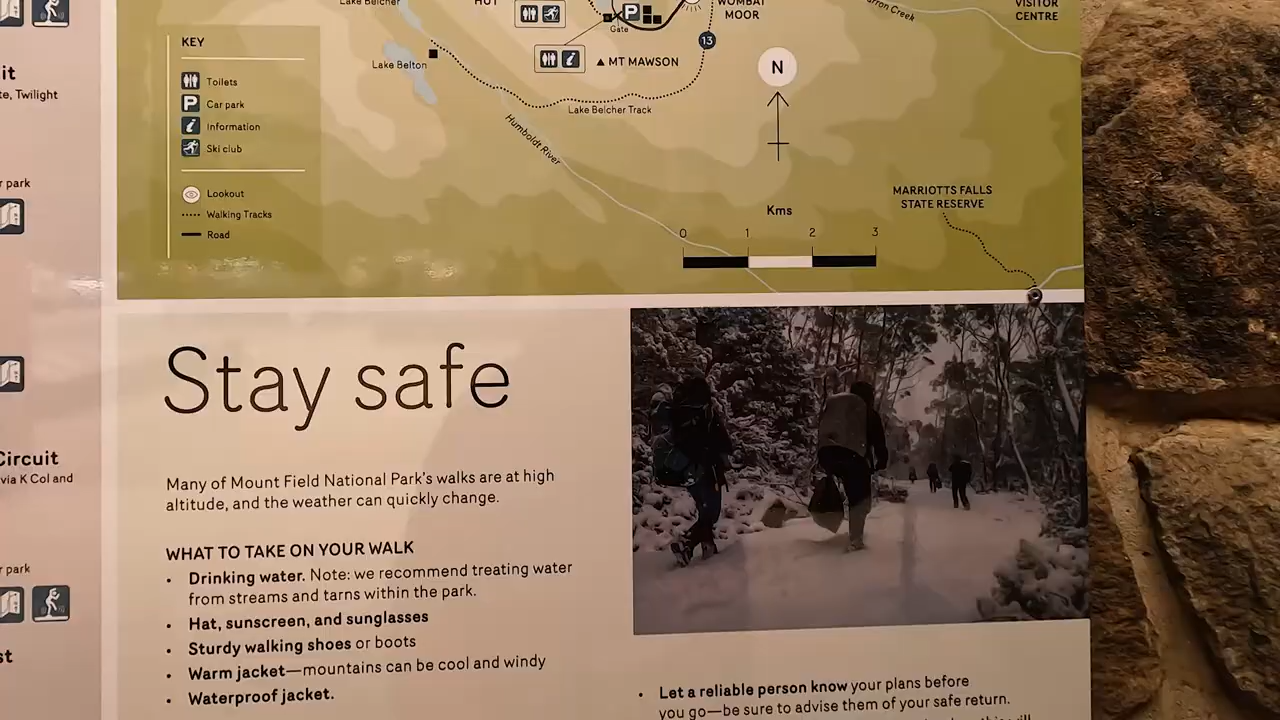 Lake Belcher
HUT
WOMBAT
MOOR
Gate
P
13
Lake Belton
MT MAWSON
N
Lake Belcher Track
Humboldt River
Creek
VISITOR
CENTRE
KEY
Toilets
P Car park
i Information
Ski club
Lookout
Walking Tracks
Road
MARRIOTTS FALLS
STATE RESERVE
Kms
0 1 2 3
it
te, Twilight
r park
Circuit
via K Col and
r park
st
Stay safe
Many of Mount Field National Park's walks are at high
altitude, and the weather can quickly change.
WHAT TO TAKE ON YOUR WALK
• Drinking water. Note: we recommend treating water
from streams and tarns within the park.
• Hat, sunscreen, and sunglasses
• Sturdy walking shoes or boots
• Warm jacket—mountains can be cool and windy
• Waterproof jacket.
• Let a reliable person know your plans before
you go—be sure to advise them of your safe return.